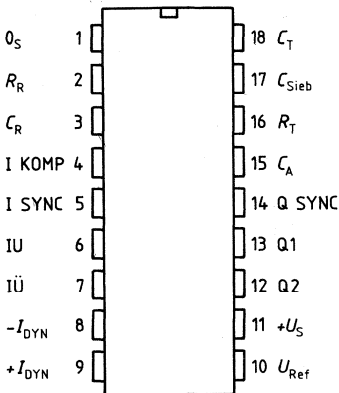 0S 1 18 CT
RR 2 17 CSieb
CR 3 16 RT
I KOMP 4 15 CA
I SYNC 5 14 Q SYNC
IU 6 13 Q1
IÜ 7 12 Q2
-IDYN 8 11 +US
+IDYN 9 10 URef